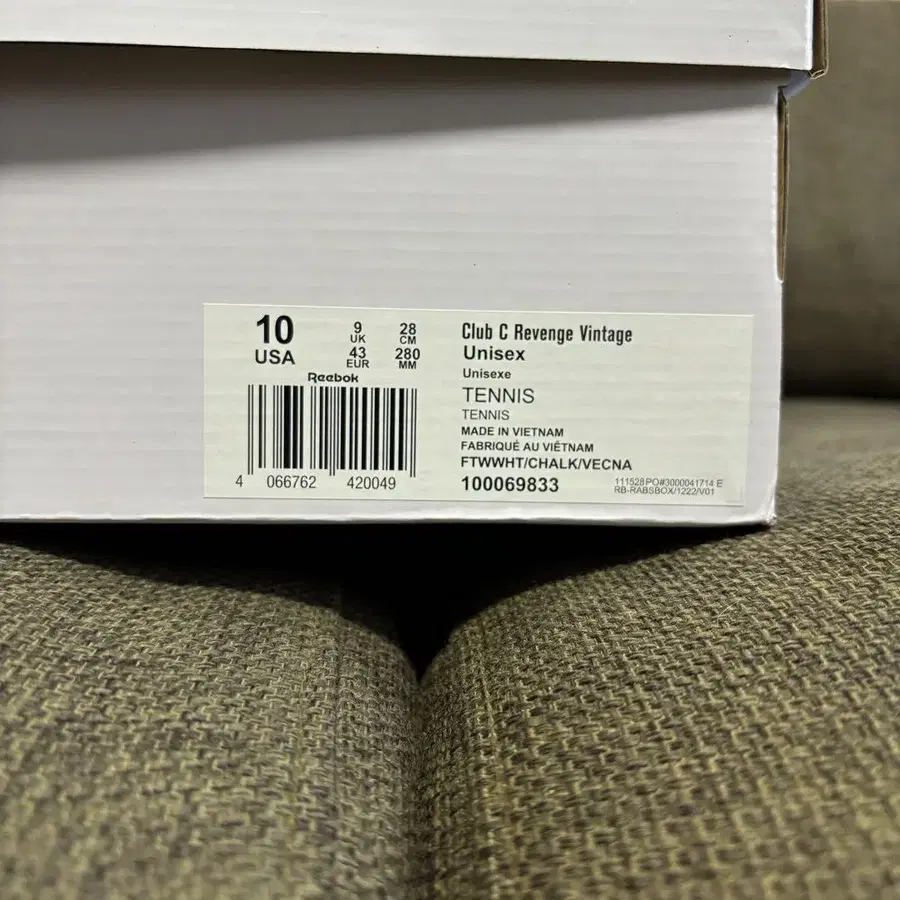 10
USA
9
UK
43
EUR
28
CM
280
MM
Reebok
4 066762 420049
Club C Revenge Vintage
Unisex
Unisexe
TENNIS
TENNIS
MADE IN VIETNAM
FABRIQUÉ AU VIÊTNAM
FTWWHT/CHALK/VECNA
100069833
111528PO#3000041714 E
RB-RABSBOX/1222/V01